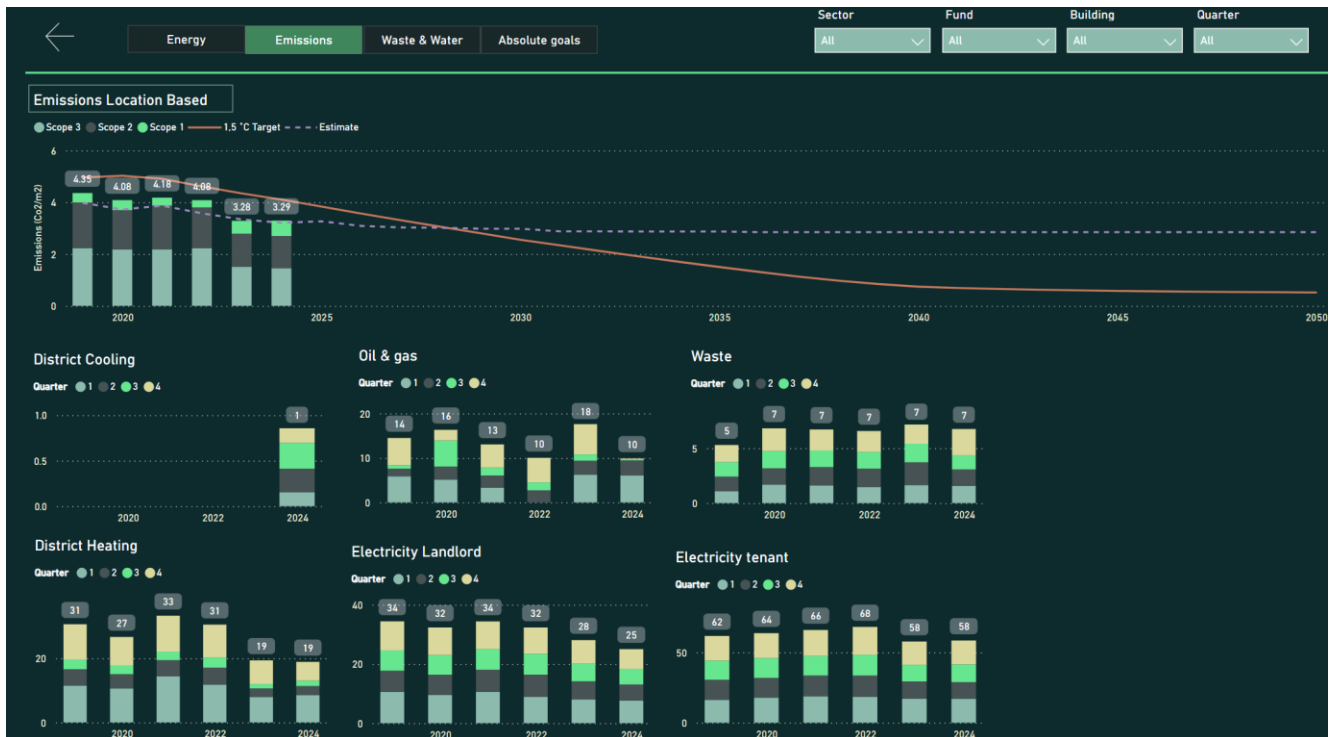 Sector Fund Building Quarter
Energy Emissions Waste & Water Absolute goals
All All All All
Emissions Location Based
Scope 3 Scope 2 Scope 1 1,5 °C Target Estimate
Emissions (Co2/m2)
6
4
2
0
4.35 4.08 4.18 4.08 3.28 3.29
2020 2025 2030 2035 2040 2045 2050
District Cooling
Quarter 1 2 3 4
1.0
0.5
0.0
1
2020 2022 2024
Oil & gas
Quarter 1 2 3 4
20
10
0
14 16 13 10 18 10
2020 2022 2024
Waste
Quarter 1 2 3 4
5
0
5 7 7 7 7 7
2020 2022 2024
District Heating
Quarter 1 2 3 4
20
0
31 27 33 31 19 19
2020 2022 2024
Electricity Landlord
Quarter 1 2 3 4
40
20
0
34 32 34 32 28 25
2020 2022 2024
Electricity tenant
Quarter 1 2 3 4
50
0
62 64 66 68 58 58
2020 2022 2024